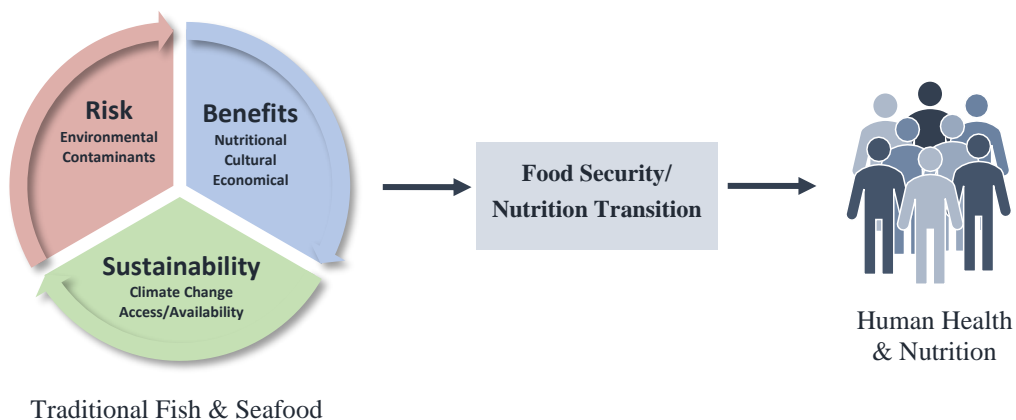 Risk
Environmental
Contaminants
Benefits
Nutritional
Cultural
Economical
Sustainability
Climate Change
Access/Availability
Traditional Fish & Seafood
Food Security/
Nutrition Transition
Human Health
& Nutrition